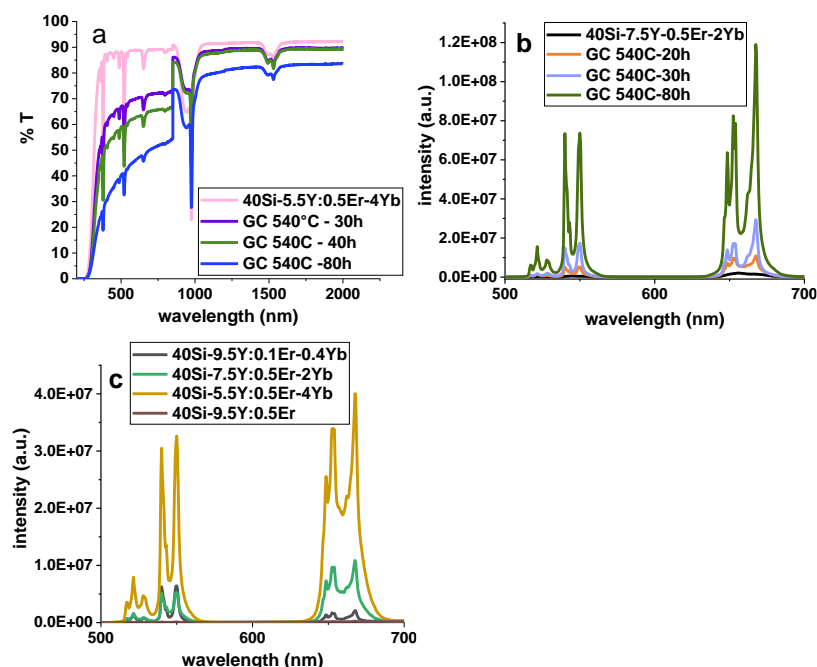 a
% T
100
90
80
70
60
50
40
30
20
10
0
500
1000
1500
2000
wavelength (nm)
40Si-5.5Y:0.5Er-4Yb
GC 540°C - 30h
GC 540C - 40h
GC 540C -80h
b
40Si-7.5Y-0.5Er-2Yb
GC 540C-20h
GC 540C-30h
GC 540C-80h
intensity (a.u.)
1.2E+08
1.0E+08
8.0E+07
6.0E+07
4.0E+07
2.0E+07
0.0E+00
500
600
700
wavelength (nm)
c
40Si-9.5Y:0.1Er-0.4Yb
40Si-7.5Y:0.5Er-2Yb
40Si-5.5Y:0.5Er-4Yb
40Si-9.5Y:0.5Er
intensity (a.u.)
4.0E+07
3.0E+07
2.0E+07
1.0E+07
0.0E+00
500
600
700
wavelength (nm)